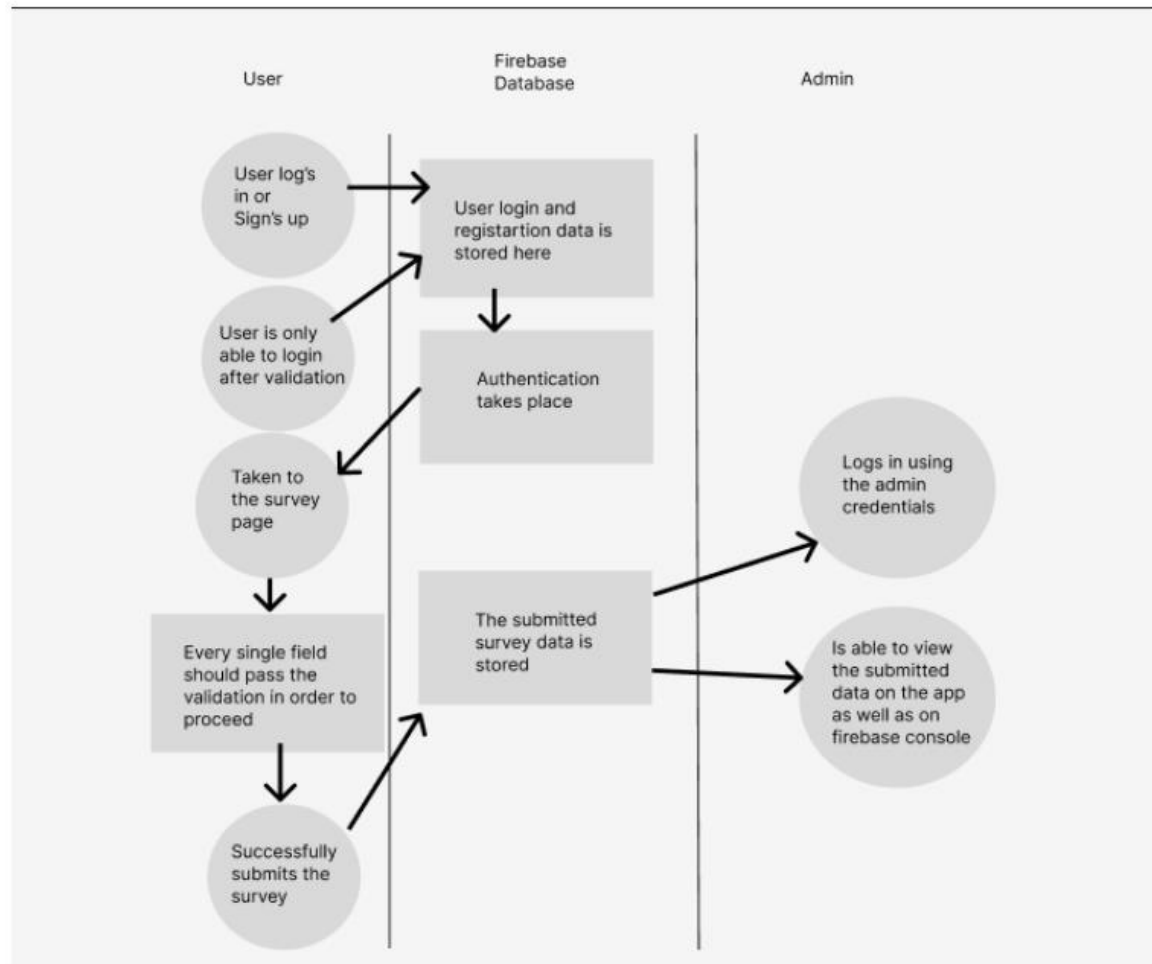 User
Firebase
Database
Admin
User log's
in or
Sign's up
User login and
registartion data is
stored here
User is only
able to login
after validation
Authentication
takes place
Taken to
the survey
page
Logs in using
the admin
credentials
Every single field
should pass the
validation in order to
proceed
The submitted
survey data is
stored
Is able to view
the submitted
data on the app
as well as on
firebase console
Successfully
submits the
survey